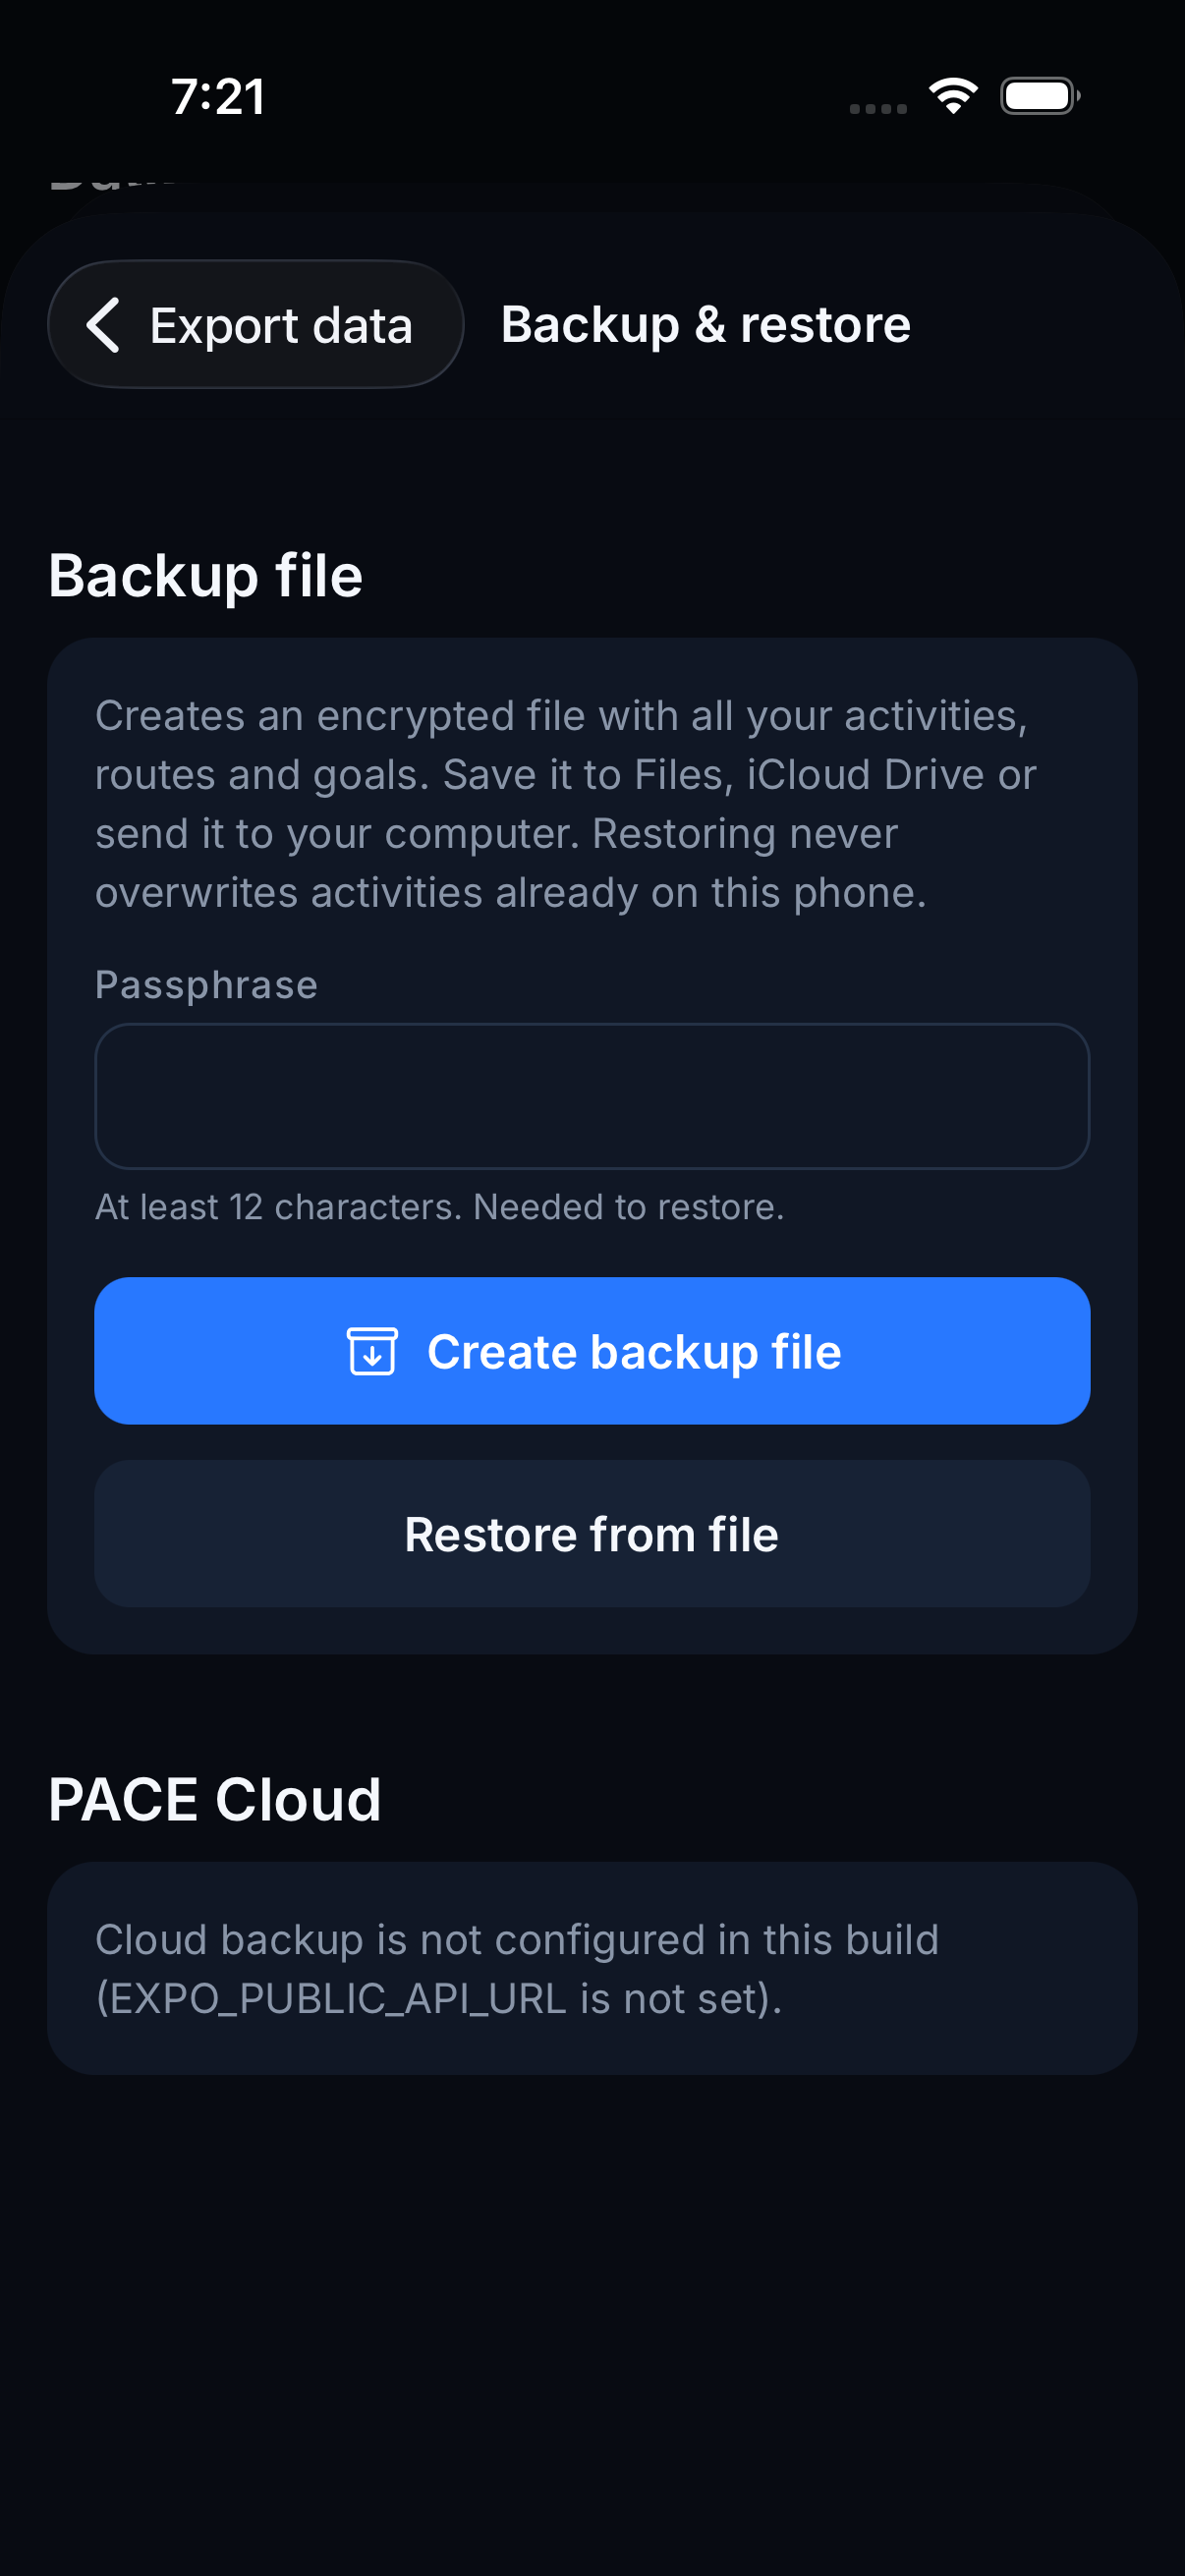 7:21
Export data
Backup & restore
Backup file
Creates an encrypted file with all your activities,
routes and goals. Save it to Files, iCloud Drive or
send it to your computer. Restoring never
overwrites activities already on this phone.
Passphrase
At least 12 characters. Needed to restore.
Create backup file
Restore from file
PACE Cloud
Cloud backup is not configured in this build
(EXPO_PUBLIC_API_URL is not set).